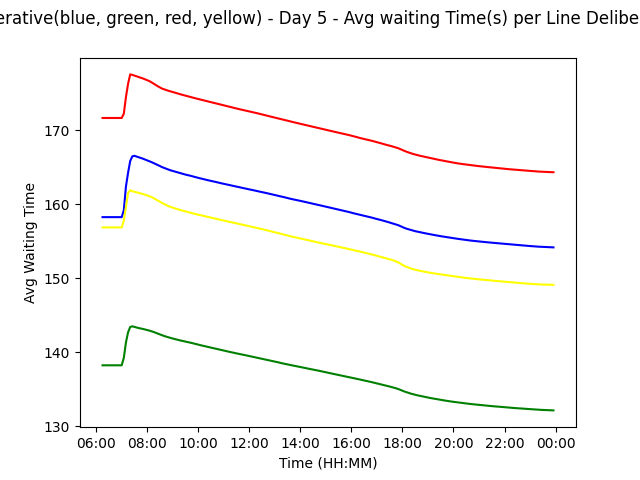 erative(blue, green, red, yellow) - Day 5 - Avg waiting Time(s) per Line Delibe
170
160
150
140
130
Avg Waiting Time
06:00 08:00 10:00 12:00 14:00 16:00 18:00 20:00 22:00 00:00
Time (HH:MM)